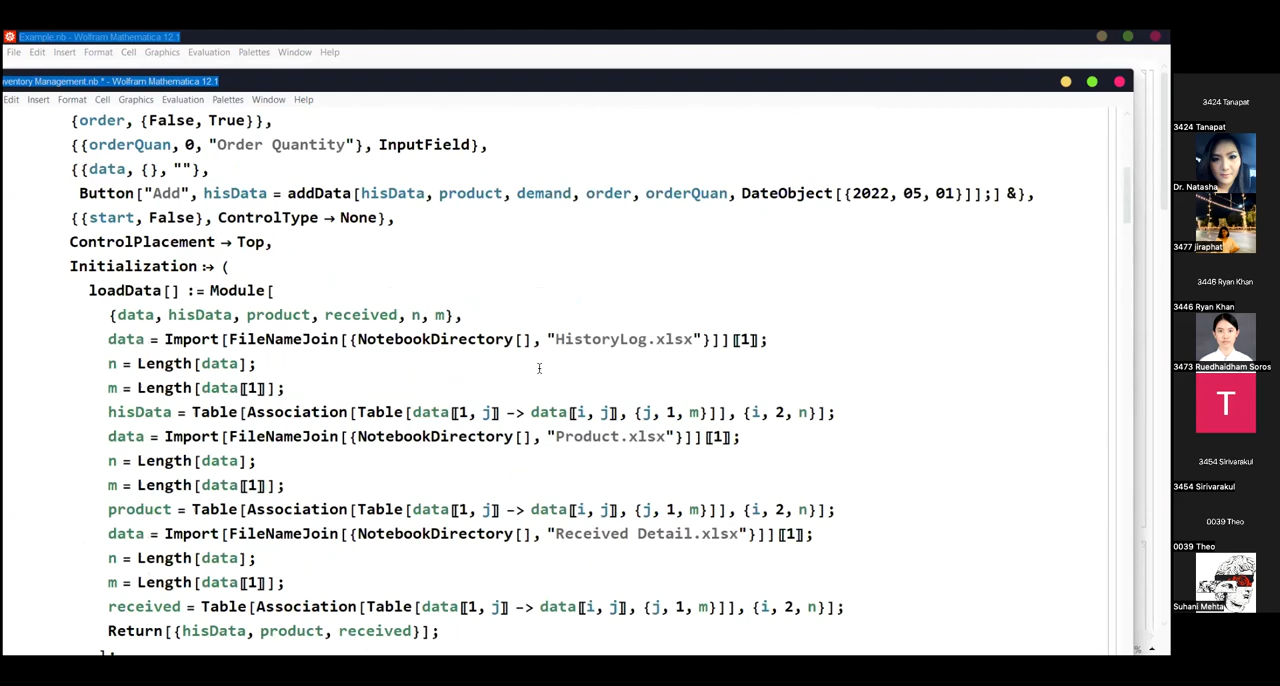 Example.nb - Wolfram Mathematica 12.1
File Edit Insert Format Cell Graphics Evaluation Palettes Window Help
ventory Management.nb * - Wolfram Mathematica 12.1
Edit Insert Format Cell Graphics Evaluation Palettes Window Help
{order, {False, True}},
{{orderQuan, 0, "Order Quantity"}, InputField},
{{data, {}, ""},
Button["Add", hisData = addData[hisData, product, demand, order, orderQuan, DateObject[{2022, 05, 01}]];] &},
{{start, False}, ControlType → None},
ControlPlacement → Top,
Initialization :→ (
loadData[] := Module[
{data, hisData, product, received, n, m},
data = Import[FileNameJoin[{NotebookDirectory[], "HistoryLog.xlsx"}]]〚1〛;
n = Length[data];
m = Length[data〚1〛];
hisData = Table[Association[Table[data〚1, j〛 -> data〚i, j〛, {j, 1, m}]], {i, 2, n}];
data = Import[FileNameJoin[{NotebookDirectory[], "Product.xlsx"}]]〚1〛;
n = Length[data];
m = Length[data〚1〛];
product = Table[Association[Table[data〚1, j〛 -> data〚i, j〛, {j, 1, m}]], {i, 2, n}];
data = Import[FileNameJoin[{NotebookDirectory[], "Received Detail.xlsx"}]]〚1〛;
n = Length[data];
m = Length[data〚1〛];
received = Table[Association[Table[data〚1, j〛 -> data〚i, j〛, {j, 1, m}]], {i, 2, n}];
Return[{hisData, product, received}];
];
3424 Tanapat
3424 Tanapat
Dr. Natasha
3477 jiraphat
3446 Ryan Khan
3446 Ryan Khan
3473 Ruedhaidham Soros
T
3454 Sirivarakul
3454 Sirivarakul
0039 Theo
0039 Theo
Suhani Mehta